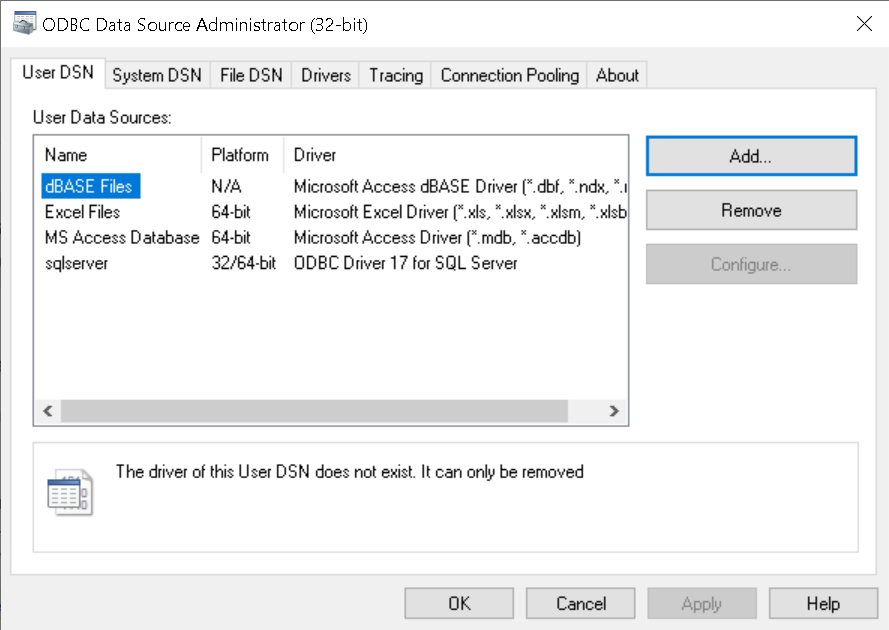 ODBC Data Source Administrator (32-bit)
User DSN System DSN File DSN Drivers Tracing Connection Pooling About
User Data Sources:
Name Platform Driver
dBASE Files N/A Microsoft Access dBASE Driver (*.dbf, *.ndx, *.
Excel Files 64-bit Microsoft Excel Driver (*.xls, *.xlsx, *.xlsm, *.xlsb
MS Access Database 64-bit Microsoft Access Driver (*.mdb, *.accdb)
sqlserver 32/64-bit ODBC Driver 17 for SQL Server
Add...
Remove
Configure...
The driver of this User DSN does not exist. It can only be removed
OK Cancel Apply Help